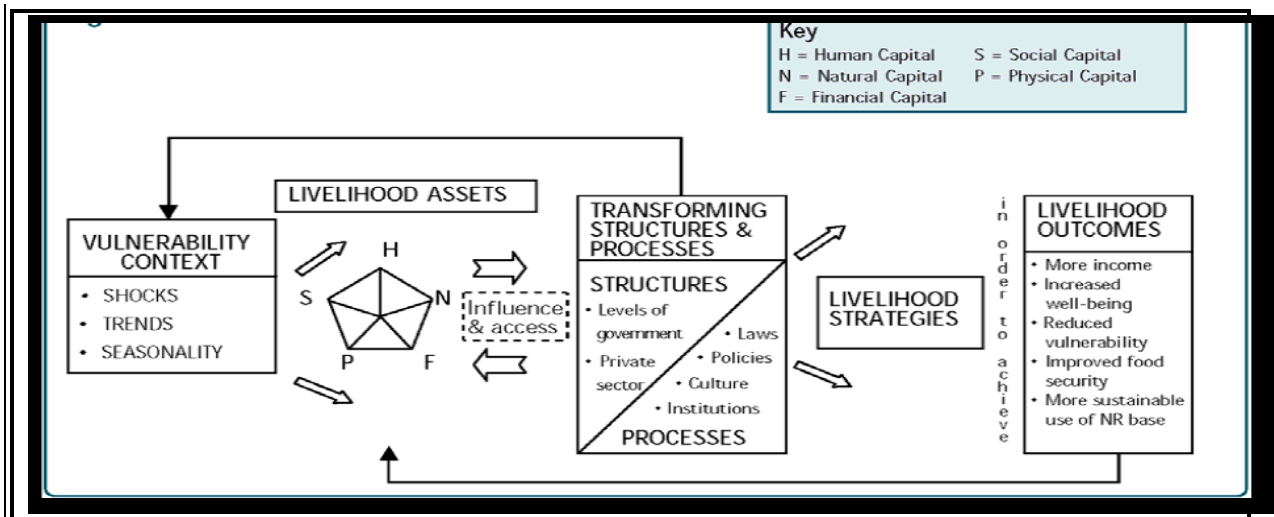 Key
H = Human Capital S = Social Capital
N = Natural Capital P = Physical Capital
F = Financial Capital
LIVELIHOOD ASSETS
VULNERABILITY
CONTEXT
• SHOCKS
• TRENDS
• SEASONALITY
H
S
N
P
F
Influence
& access
TRANSFORMING
STRUCTURES &
PROCESSES
STRUCTURES
• Levels of
government
• Private
sector
• Laws
• Policies
• Culture
• Institutions
PROCESSES
LIVELIHOOD
STRATEGIES
in order to achieve
LIVELIHOOD
OUTCOMES
• More income
• Increased
well-being
• Reduced
vulnerability
• Improved food
security
• More sustainable
use of NR base